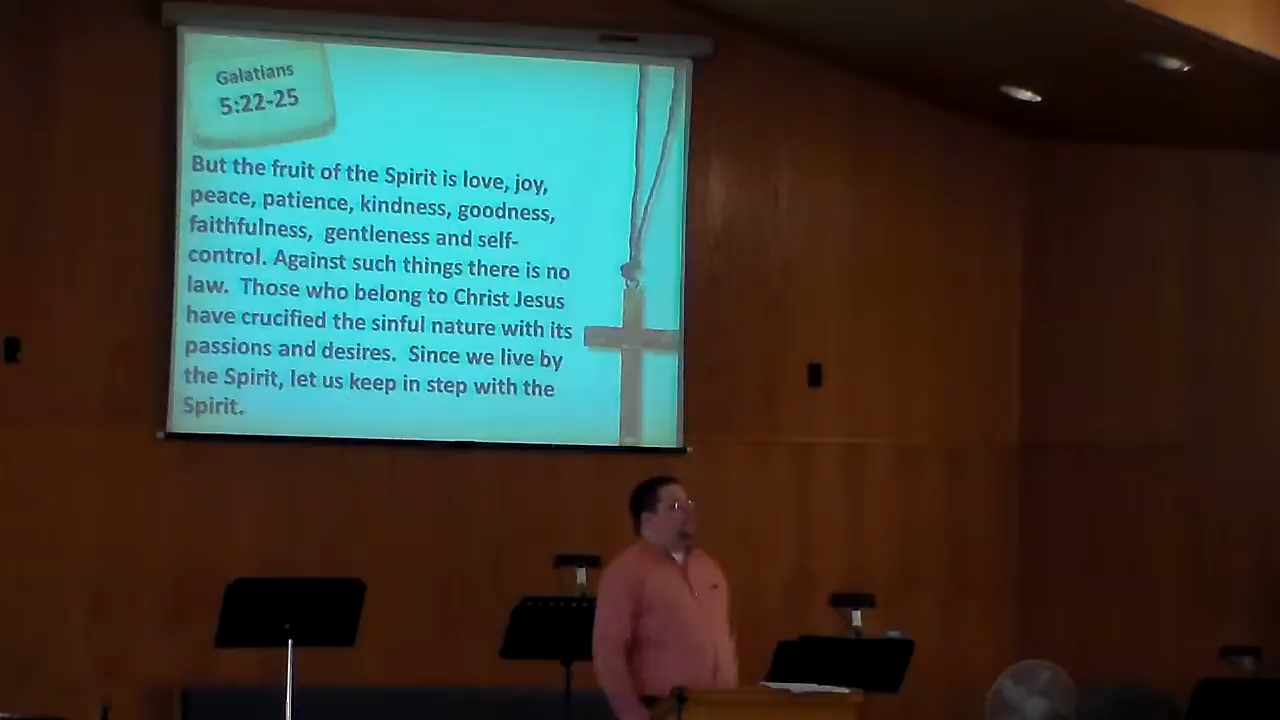 Galatians
5:22-25
But the fruit of the Spirit is love, joy,
peace, patience, kindness, goodness,
faithfulness,  gentleness and self-
control. Against such things there is no
law.  Those who belong to Christ Jesus
have crucified the sinful nature with its
passions and desires.  Since we live by
the Spirit, let us keep in step with the
Spirit.